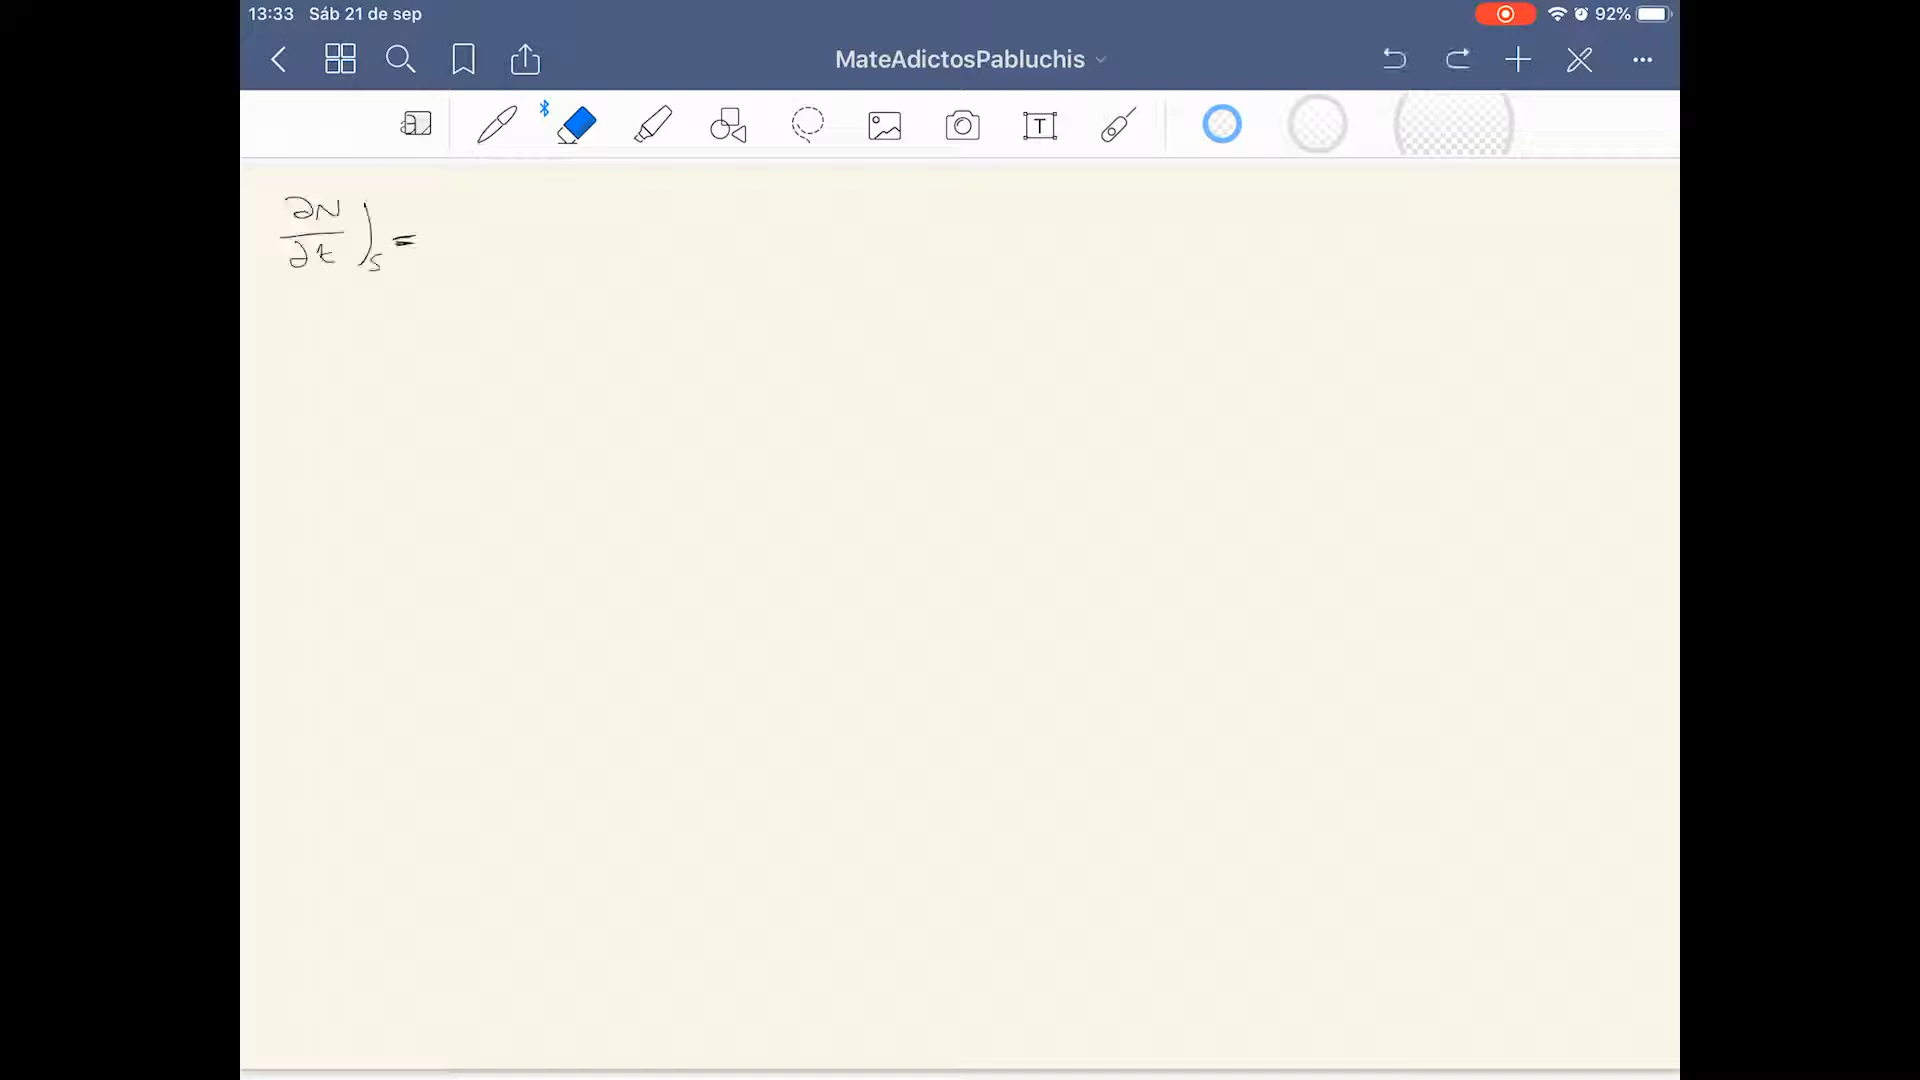 13:33 Sáb 21 de sep 92%
MateAdictosPabluchis
a T
∂N
∂t )s =